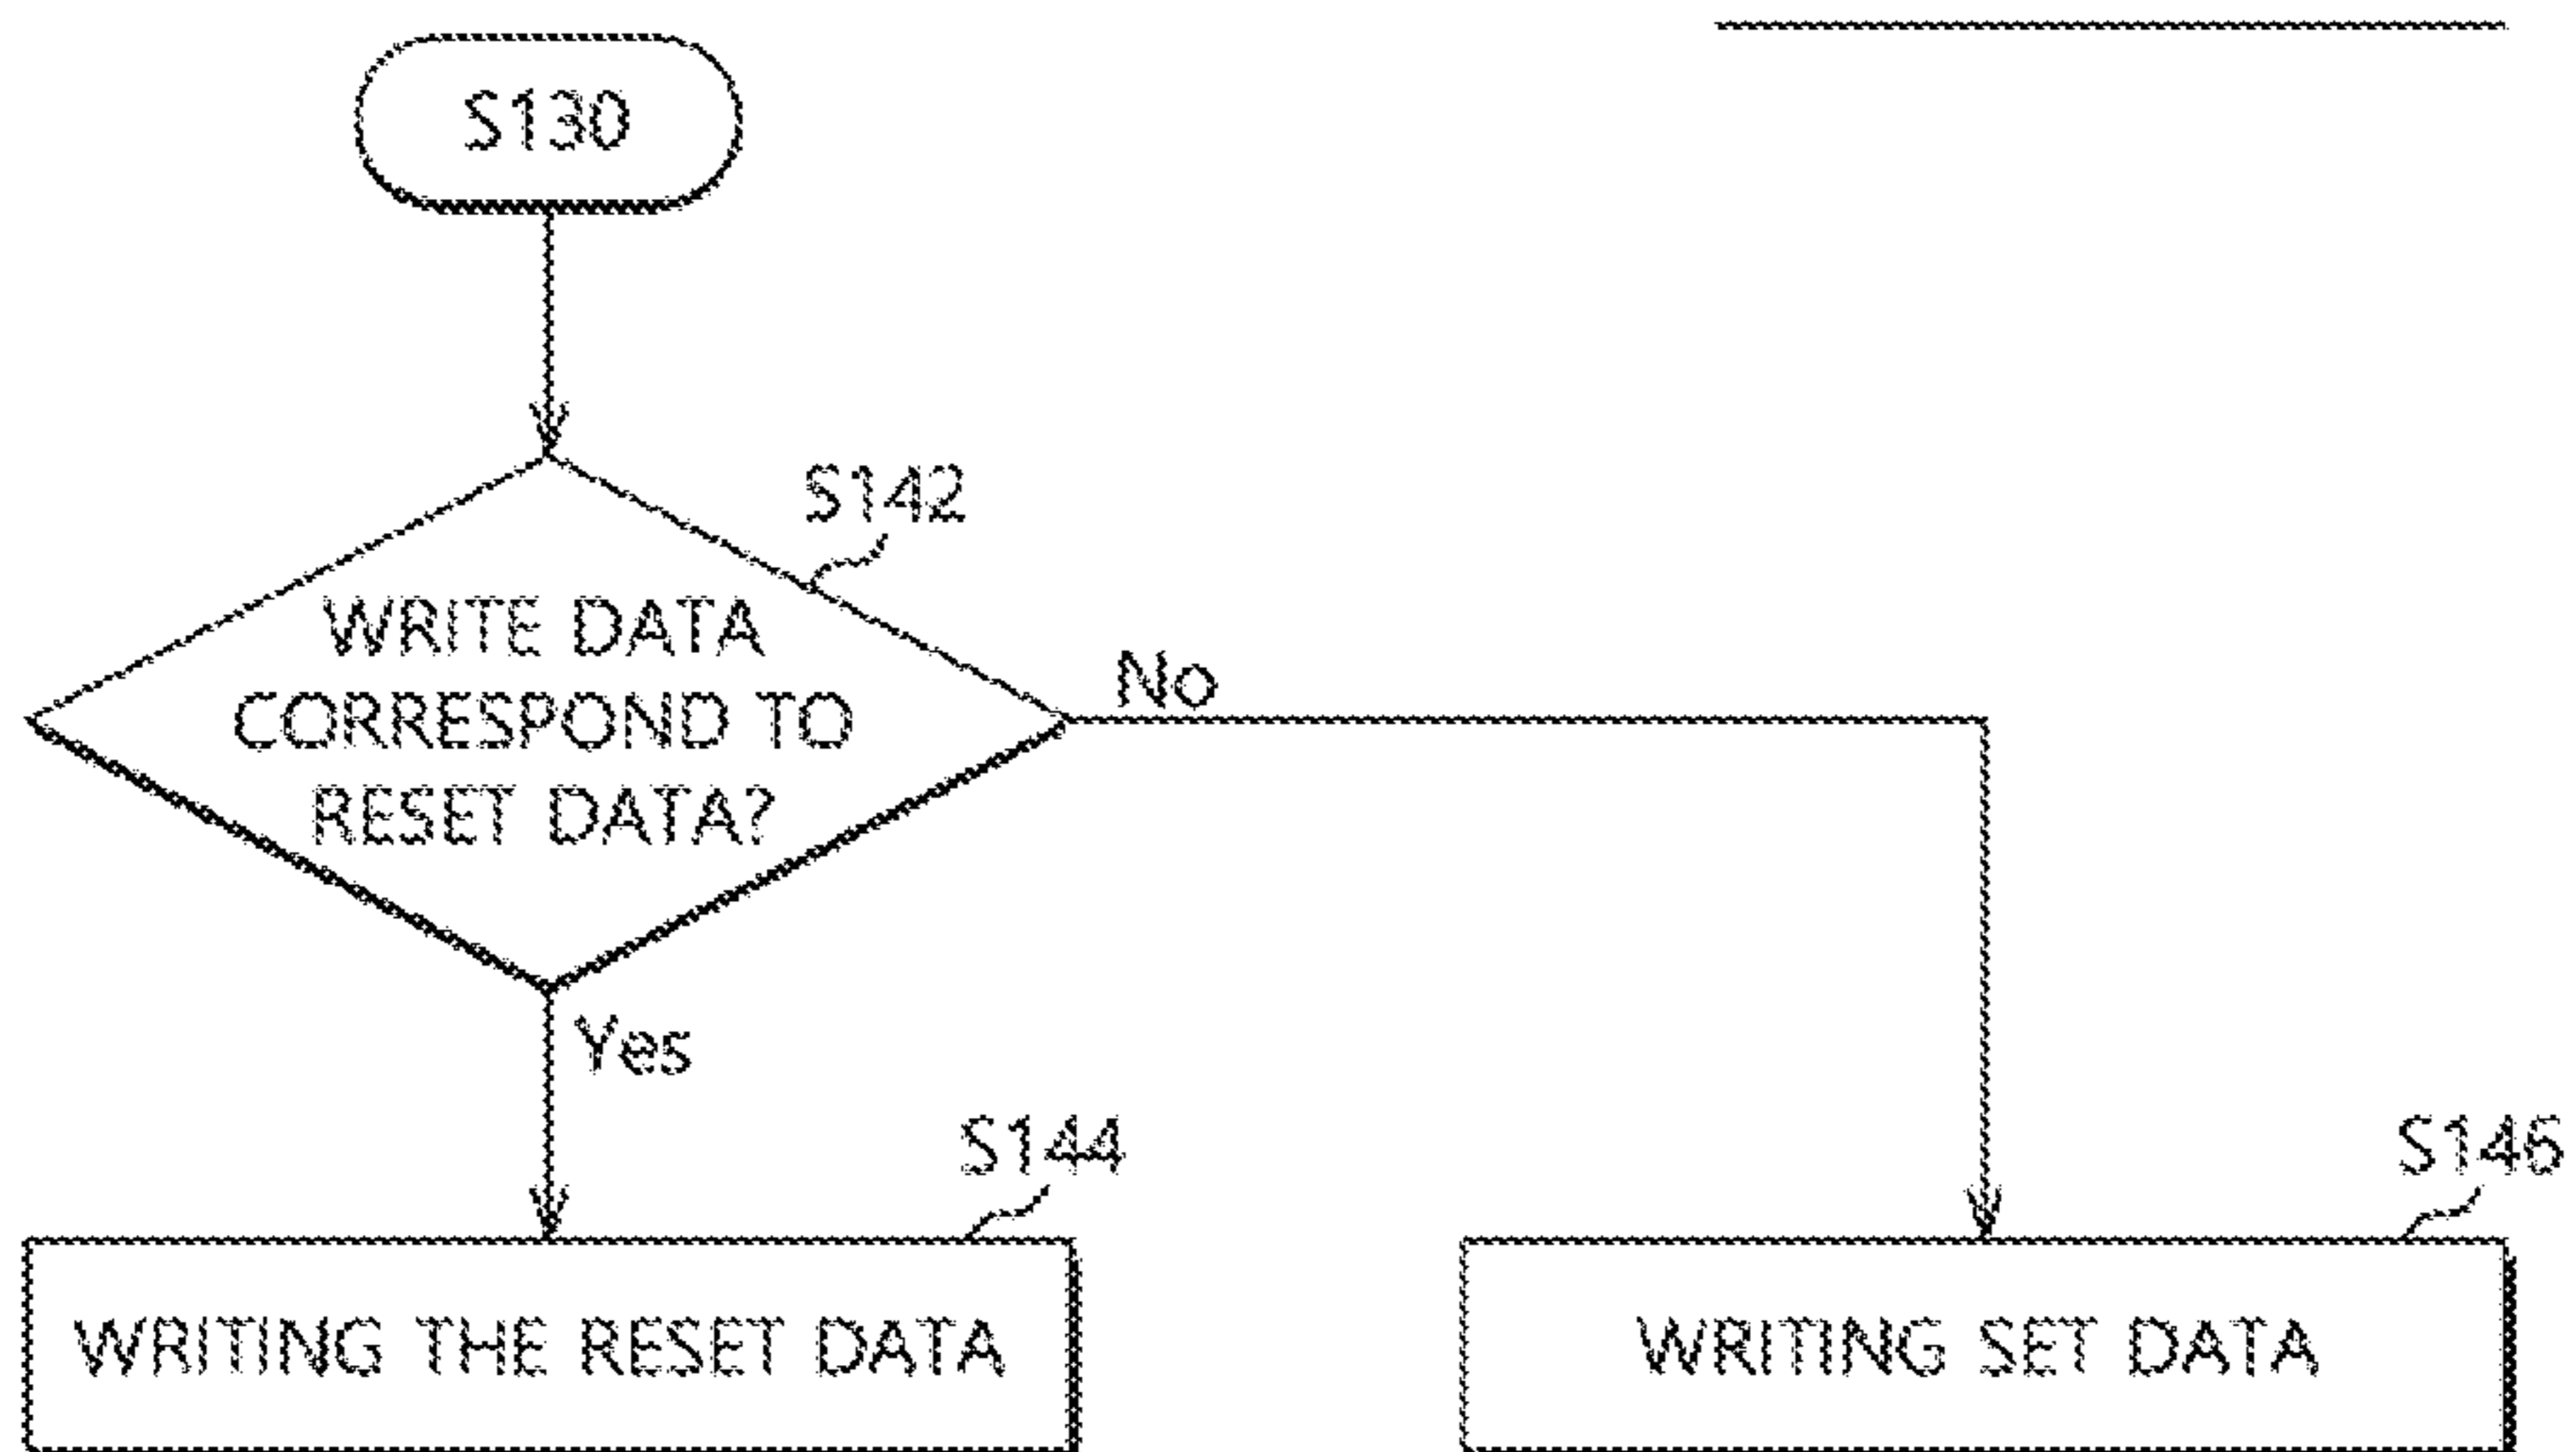 S130
S142
WRITE DATA
CORRESPOND TO
RESET DATA?
No
Yes
S144
S146
WRITING THE RESET DATA
WRITING SET DATA